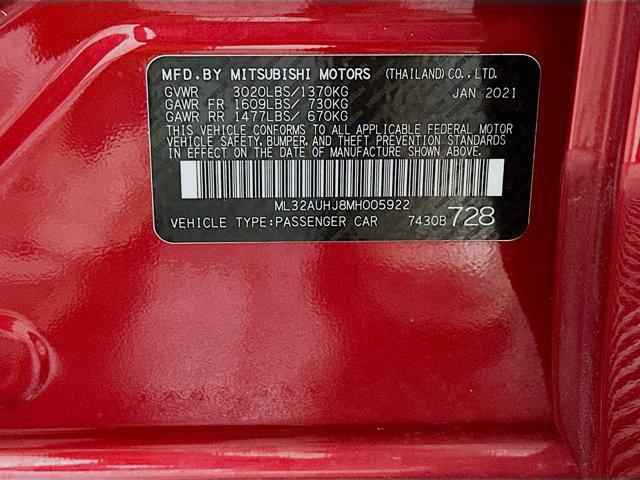 MFD. BY MITSUBISHI MOTORS (THAILAND) CO., LTD.
GVWR 3020LBS/1370KG JAN 2021
GAWR FR 1609LBS/ 730KG
GAWR RR 1477LBS/ 670KG
THIS VEHICLE CONFORMS TO ALL APPLICABLE FEDERAL MOTOR
VEHICLE SAFETY, BUMPER, AND THEFT PREVENTION STANDARDS
IN EFFECT ON THE DATE OF MANUFACTURE SHOWN ABOVE.
ML32AUHJ8MH005922
VEHICLE TYPE:PASSENGER CAR 7430B 728